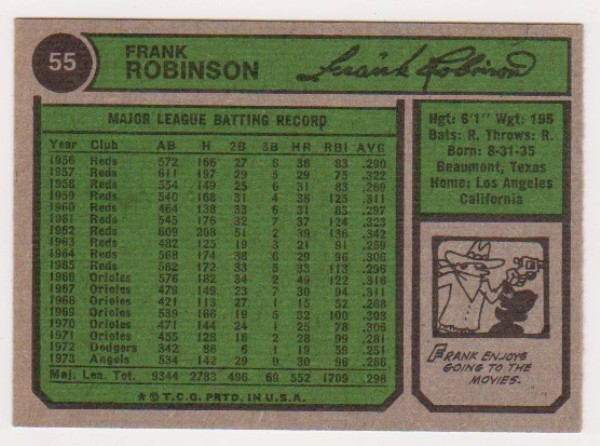 55
FRANK
ROBINSON
Frank Robinson
MAJOR LEAGUE BATTING RECORD
Year Club AB H 2B 3B HR RBI AVG
1956 Reds 572 166 27 6 38 83 .290
1957 Reds 611 197 29 5 29 75 .322
1958 Reds 554 149 25 6 31 83 .269
1959 Reds 540 168 31 4 36 125 .311
1960 Reds 464 138 33 6 31 83 .297
1961 Reds 545 176 32 7 37 124 .323
1962 Reds 609 208 51 2 39 136 .342
1963 Reds 482 125 19 3 21 91 .259
1964 Reds 568 174 38 6 29 96 .306
1965 Reds 582 172 33 5 33 113 .296
1966 Orioles 576 182 34 2 49 122 .316
1967 Orioles 479 149 23 7 30 94 .311
1968 Orioles 421 113 27 1 15 52 .268
1969 Orioles 539 166 19 5 32 100 .308
1970 Orioles 471 144 24 1 25 78 .306
1971 Orioles 455 128 16 2 28 99 .281
1972 Dodgers 342 86 6 1 19 59 .251
1973 Angels 534 142 29 0 30 .266
Maj. Lea. Tot. 9344 2783 496 69 552 1709 .298
* © T.C.G. PRTD. IN U.S.A.
Hgt: 6'1" Wgt: 195
Bats: R. Throws: R.
Born: 8-31-35
Beaumont, Texas
Home: Los Angeles
California
FRANK ENJOYS
GOING TO THE
MOVIES.